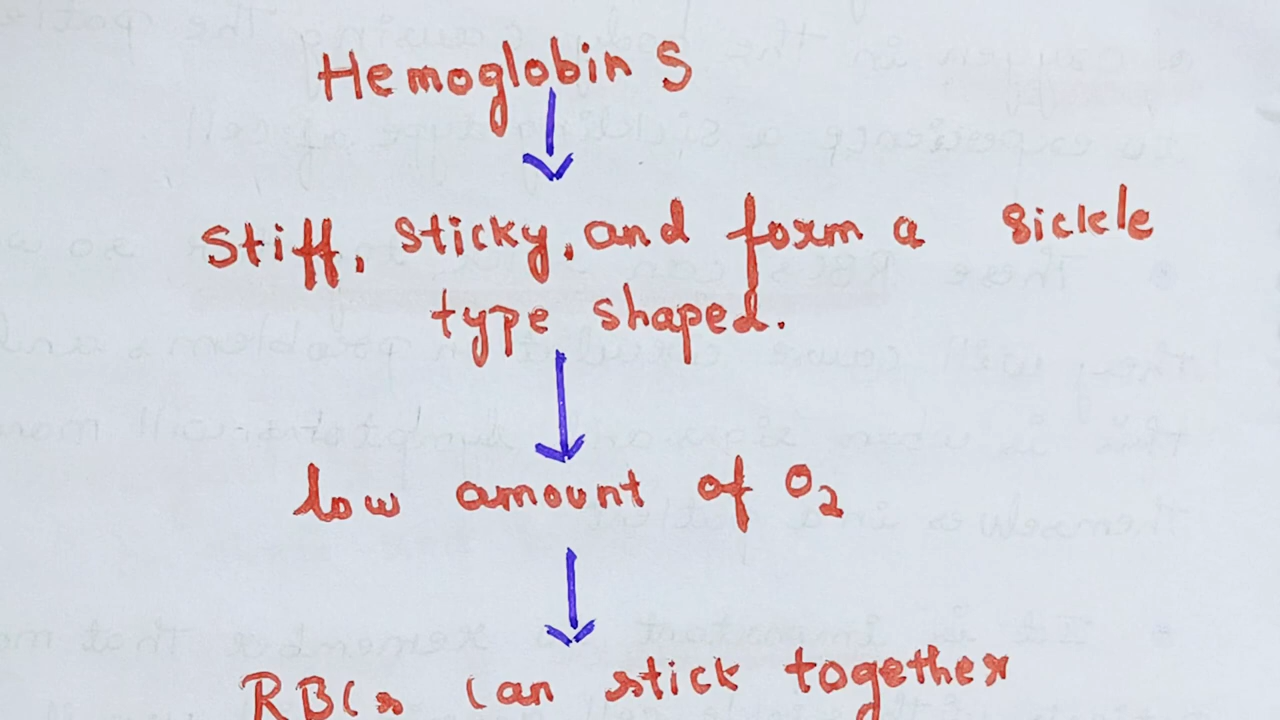 Hemoglobin S
Stiff, sticky, and form a sickle
type shaped.
low amount of O₂
RBCs can stick together